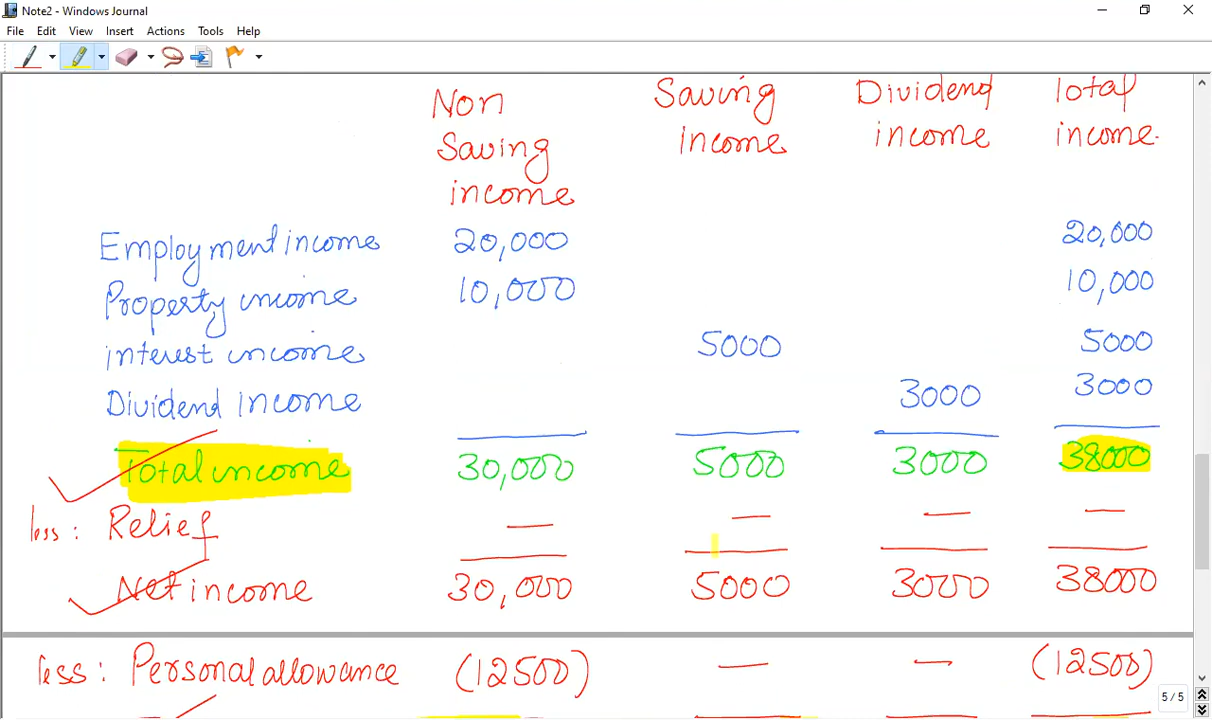 Note2 - Windows Journal
File Edit View Insert Actions Tools Help
Non Saving income
Saving income
Dividend income
Total income
Employment income 20,000 20,000
Property income 10,000 10,000
interest income 5000 5000
Dividend income 3000 3000
Total income 30,000 5000 3000 38000
less: Relief — — — —
Net income 30,000 5000 3000 38000
less: Personal allowance (12500) — — (12500)
5 / 5